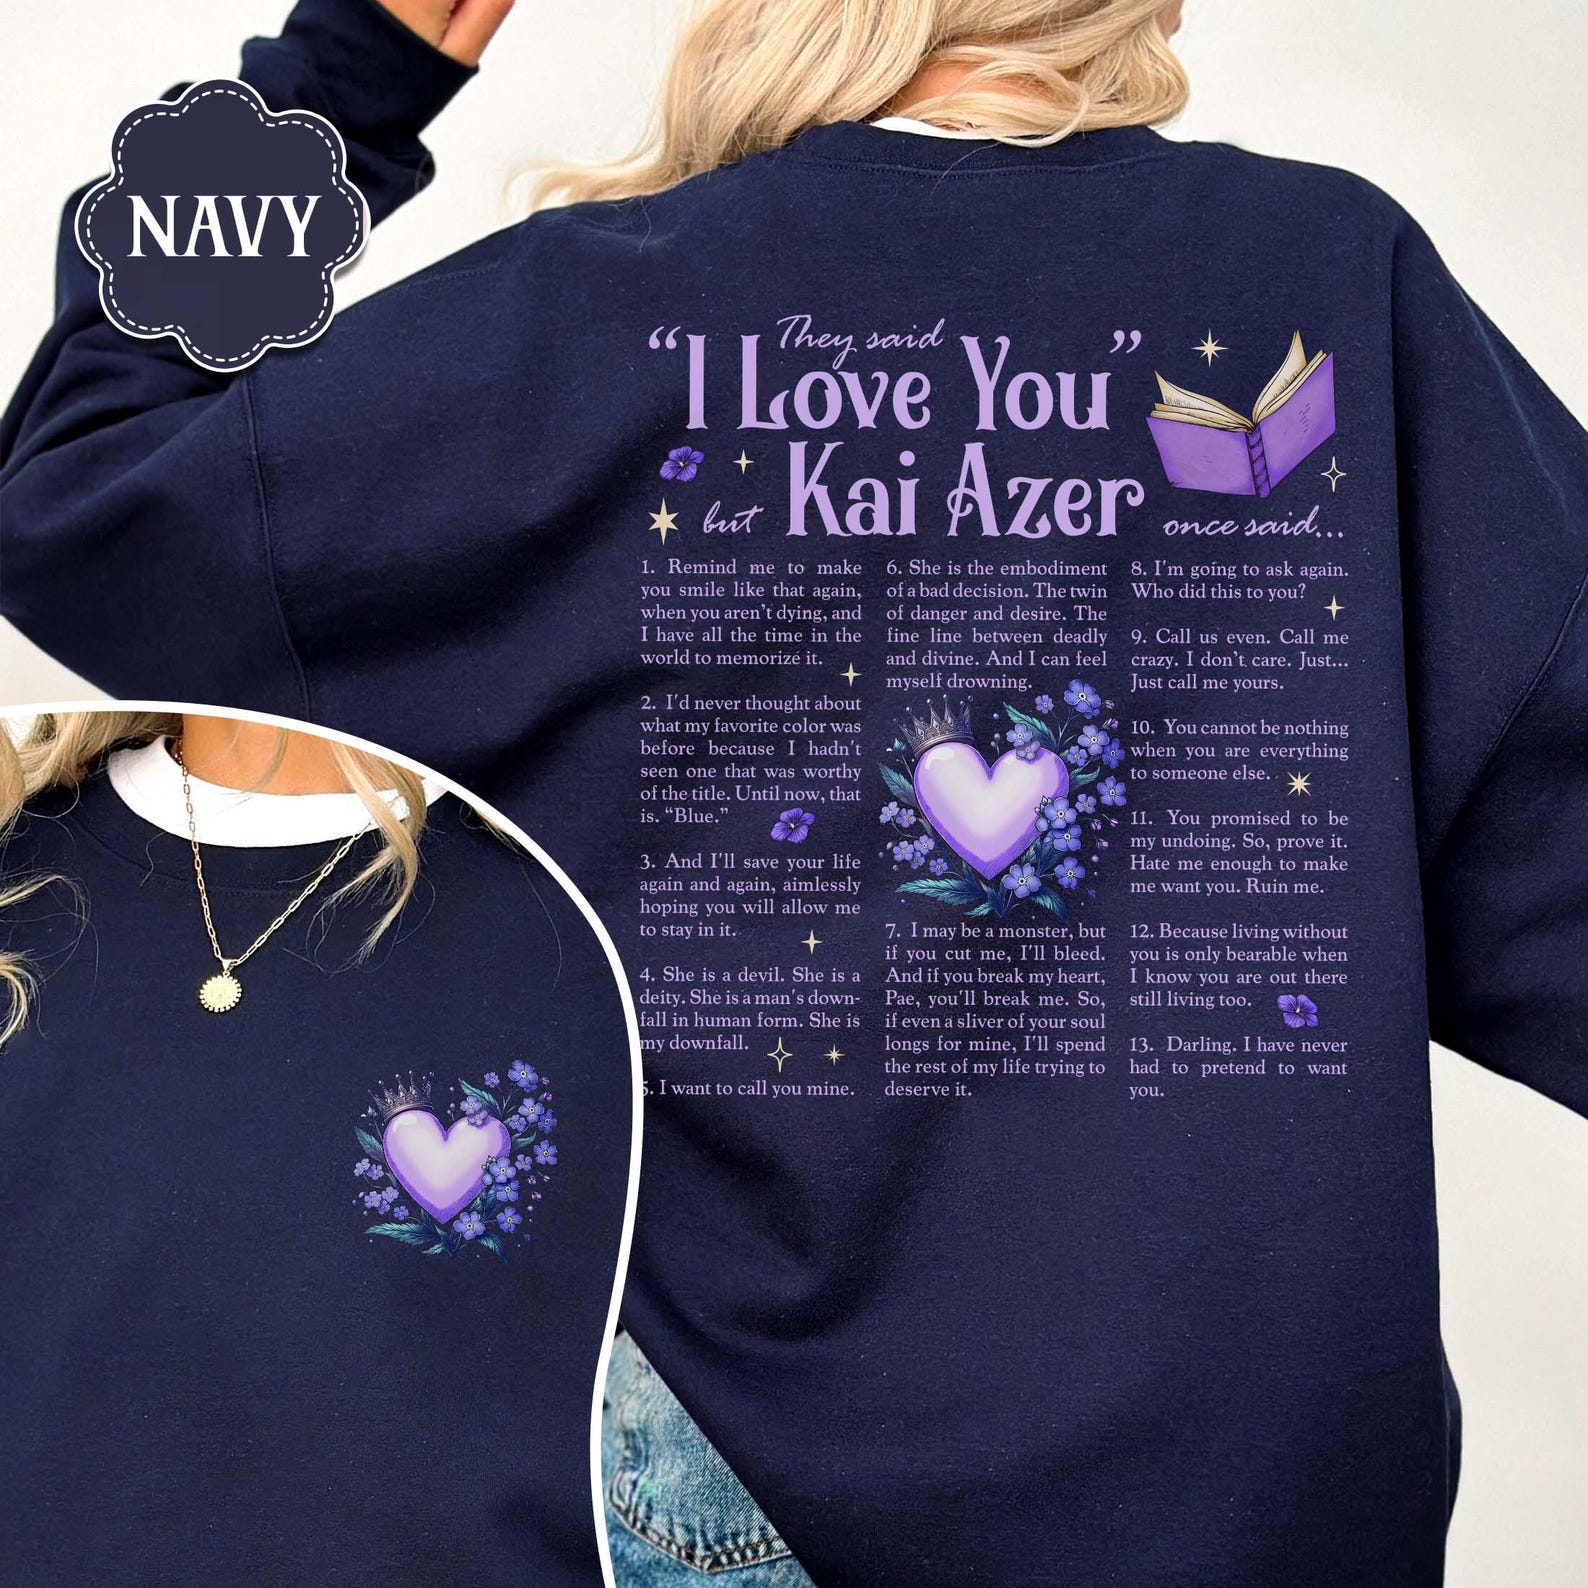 NAVY
They said
“I Love You”
but Kai Azer once said...
1. Remind me to make
you smile like that again,
when you aren’t dying, and
I have all the time in the
world to memorize it.
2. I'd never thought about
what my favorite color was
before because I hadn't
seen one that was worthy
of the title. Until now, that
is. “Blue.”
3. And I'll save your life
again and again, aimlessly
hoping you will allow me
to stay in it.
4. She is a devil. She is a
deity. She is a man's down-
fall in human form. She is
my downfall.
5. I want to call you mine.
6. She is the embodiment
of a bad decision. The twin
of danger and desire. The
fine line between deadly
and divine. And I can feel
myself drowning.
7. I may be a monster, but
if you cut me, I'll bleed.
And if you break my heart,
Pae, you'll break me. So,
if even a sliver of your soul
longs for mine, I'll spend
the rest of my life trying to
deserve it.
8. I'm going to ask again.
Who did this to you?
9. Call us even. Call me
crazy. I don’t care. Just...
Just call me yours.
10. You cannot be nothing
when you are everything
to someone else.
11. You promised to be
my undoing. So, prove it.
Hate me enough to make
me want you. Ruin me.
12. Because living without
you is only bearable when
I know you are out there
still living too.
13. Darling. I have never
had to pretend to want
you.